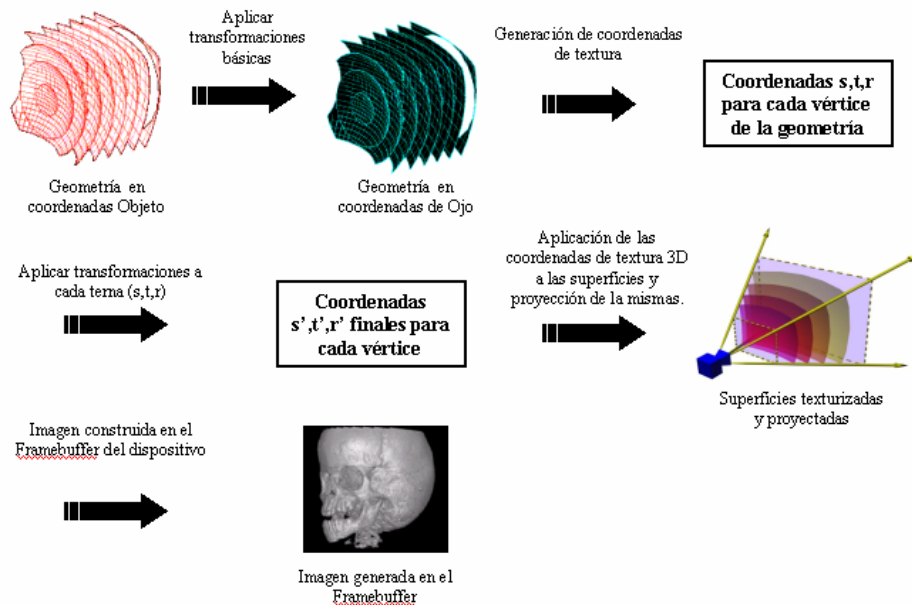 Aplicar
transformaciones
básicas
Generación de coordenadas
de textura
Coordenadas s,t,r
para cada vértice
de la geometría
Geometría en
coordenadas Objeto
Geometría en
coordenadas de Ojo
Aplicar transformaciones a
cada terna (s,t,r)
Coordenadas
s’,t’,r’ finales para
cada vértice
Aplicación de las
coordenadas de textura 3D
a las superficies y
proyección de la mismas.
Superficies texturizadas
y proyectadas
Imagen construida en el
Framebuffer del dispositivo
Imagen generada en el
Framebuffer